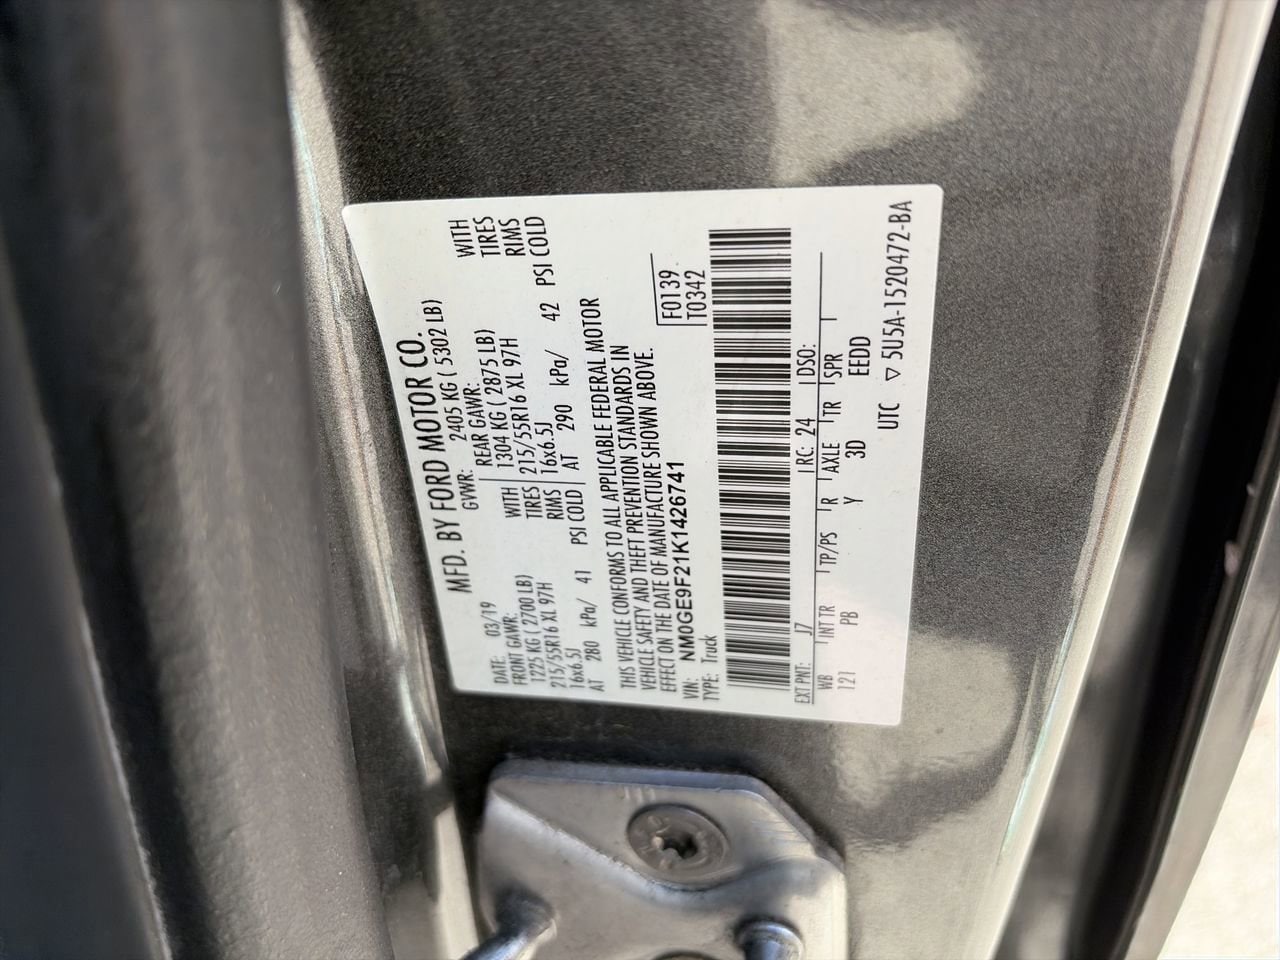 MFD. BY FORD MOTOR CO.
DATE: 03/19 GVWR: 2405 KG ( 5302 LB)
FRONT GAWR: REAR GAWR:
1225 KG ( 2700 LB) WITH 1304 KG ( 2875 LB) WITH
215/55R16 XL 97H TIRES 215/55R16 XL 97H TIRES
16x6.5J RIMS 16x6.5J RIMS
AT 280 kPa/ 41 PSI COLD AT 290 kPa/ 42 PSI COLD
THIS VEHICLE CONFORMS TO ALL APPLICABLE FEDERAL MOTOR
VEHICLE SAFETY AND THEFT PREVENTION STANDARDS IN
EFFECT ON THE DATE OF MANUFACTURE SHOWN ABOVE.
VIN: NM0GE9F21K1426741 F0139
TYPE: Truck T0342
EXT PNT: J7 RC: 24 DSO:
WB INT TR TP/PS R AXLE TR SPR
121 PB Y 3D EEDD
UTC ▽ 5U5A-1520472-BA